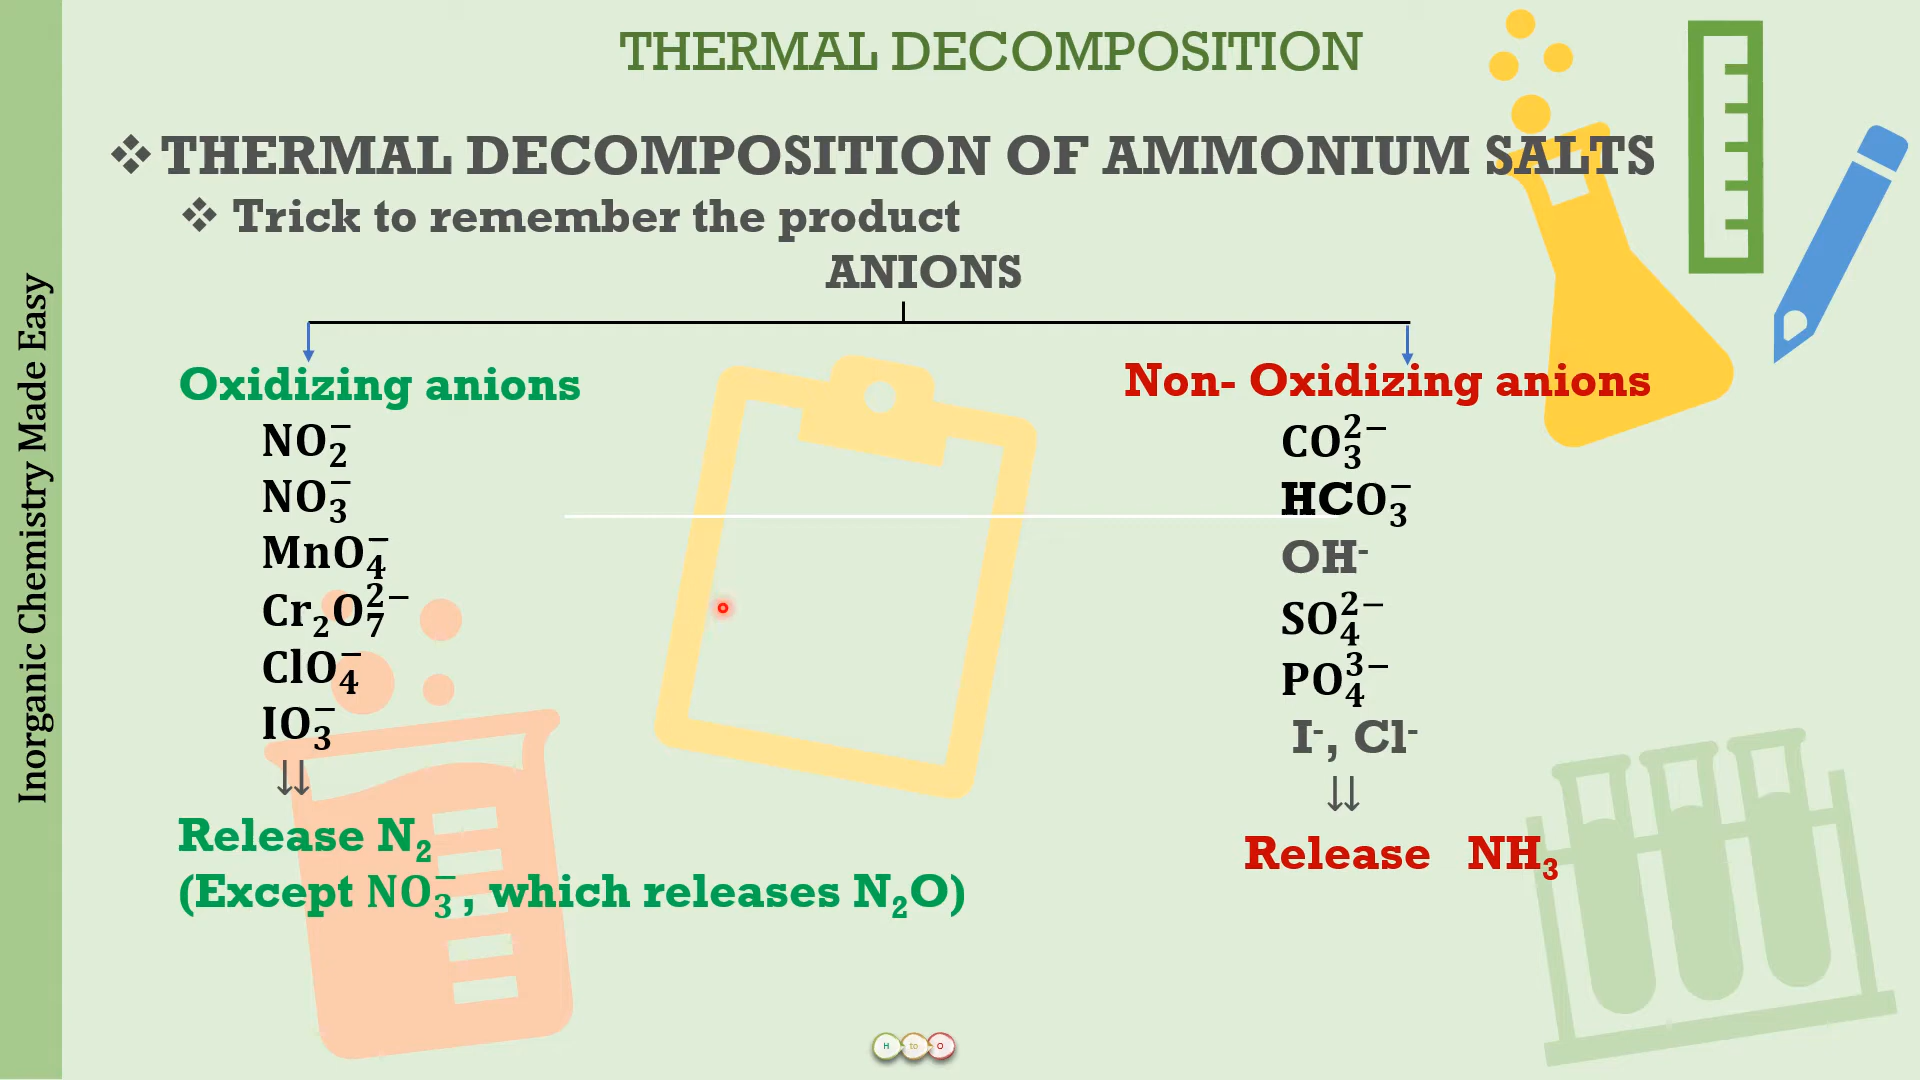 THERMAL DECOMPOSITION
❖ THERMAL DECOMPOSITION OF AMMONIUM SALTS
❖ Trick to remember the product
ANIONS
Oxidizing anions
NO₂⁻
NO₃⁻
MnO₄⁻
Cr₂O₇²⁻
ClO₄⁻
IO₃⁻
⇊
Release N₂
(Except NO₃⁻, which releases N₂O)
Non- Oxidizing anions
CO₃²⁻
HCO₃⁻
OH⁻
SO₄²⁻
PO₄³⁻
I⁻, Cl⁻
⇊
Release NH₃
Inorganic Chemistry Made Easy
H to O